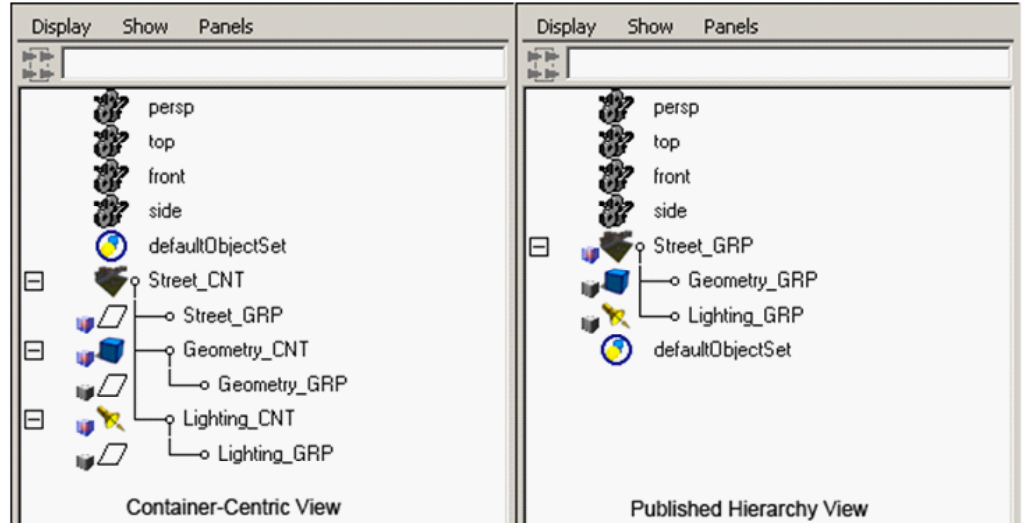 Display Show Panels
persp
top
front
side
defaultObjectSet
Street_CNT
Street_GRP
Geometry_CNT
Geometry_GRP
Lighting_CNT
Lighting_GRP
Container-Centric View
Display Show Panels
persp
top
front
side
Street_GRP
Geometry_GRP
Lighting_GRP
defaultObjectSet
Published Hierarchy View